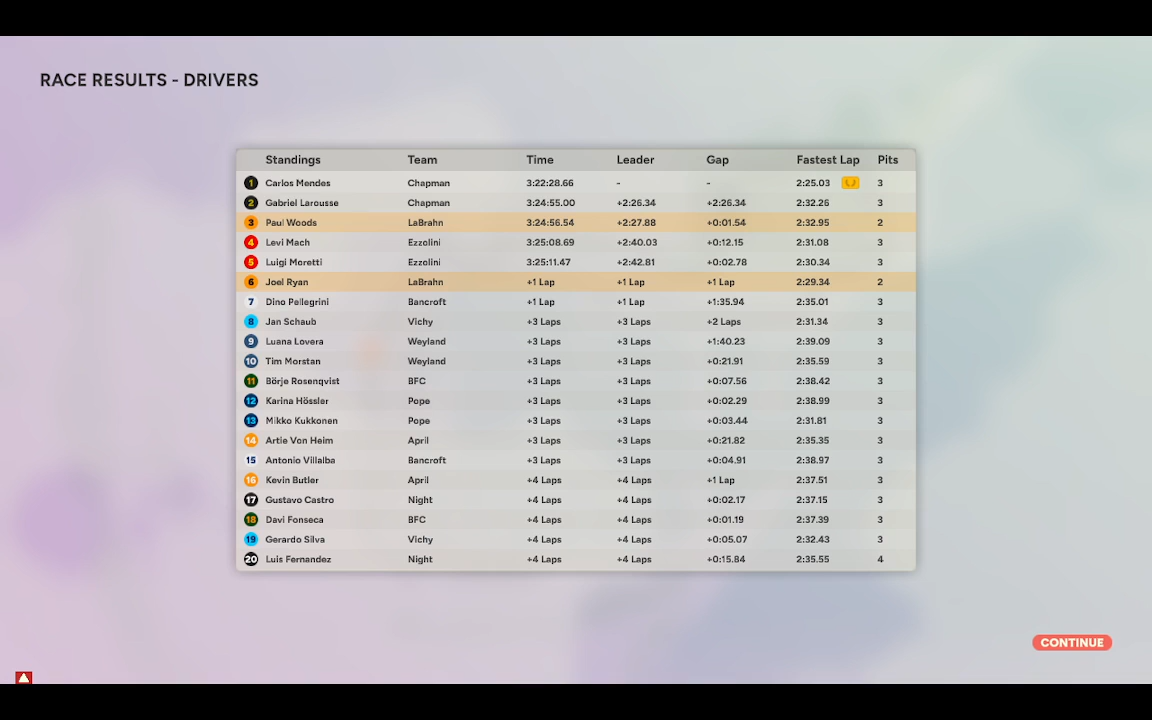 RACE RESULTS - DRIVERS
Standings Team Time Leader Gap Fastest Lap Pits
1 Carlos Mendes Chapman 3:22:28.66 - - 2:25.03 3
2 Gabriel Larousse Chapman 3:24:55.00 +2:26.34 +2:26.34 2:32.26 3
3 Paul Woods LaBrahn 3:24:56.54 +2:27.88 +0:01.54 2:32.95 2
4 Levi Mach Ezzolini 3:25:08.69 +2:40.03 +0:12.15 2:31.08 3
5 Luigi Moretti Ezzolini 3:25:11.47 +2:42.81 +0:02.78 2:30.34 3
6 Joel Ryan LaBrahn +1 Lap +1 Lap +1 Lap 2:29.34 2
7 Dino Pellegrini Bancroft +1 Lap +1 Lap +1:35.94 2:35.01 3
8 Jan Schaub Vichy +3 Laps +3 Laps +2 Laps 2:31.34 3
9 Luana Lovera Weyland +3 Laps +3 Laps +1:40.23 2:39.09 3
10 Tim Morstan Weyland +3 Laps +3 Laps +0:21.91 2:35.59 3
11 Börje Rosenqvist BFC +3 Laps +3 Laps +0:07.56 2:38.42 3
12 Karina Hössler Pope +3 Laps +3 Laps +0:02.29 2:38.99 3
13 Mikko Kukkonen Pope +3 Laps +3 Laps +0:03.44 2:31.81 3
14 Artie Von Heim April +3 Laps +3 Laps +0:21.82 2:35.35 3
15 Antonio Villalba Bancroft +3 Laps +3 Laps +0:04.91 2:38.97 3
16 Kevin Butler April +4 Laps +4 Laps +1 Lap 2:37.51 3
17 Gustavo Castro Night +4 Laps +4 Laps +0:02.17 2:37.15 3
18 Davi Fonseca BFC +4 Laps +4 Laps +0:01.19 2:37.39 3
19 Gerardo Silva Vichy +4 Laps +4 Laps +0:05.07 2:32.43 3
20 Luis Fernandez Night +4 Laps +4 Laps +0:15.84 2:35.55 4
CONTINUE